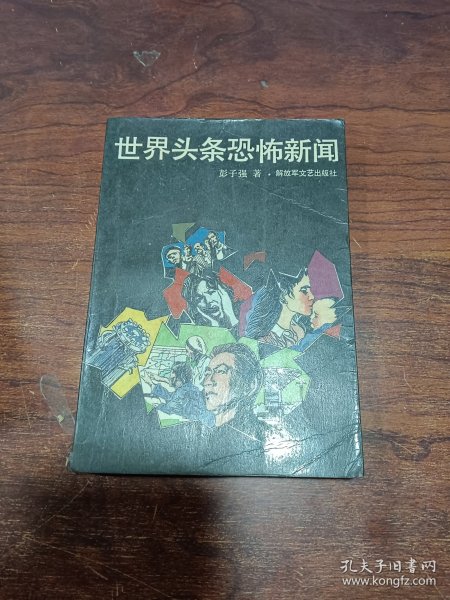 世界头条恐怖新闻
彭子强 著 · 解放军文艺出版社
孔夫子旧书网
www.kongfz.com